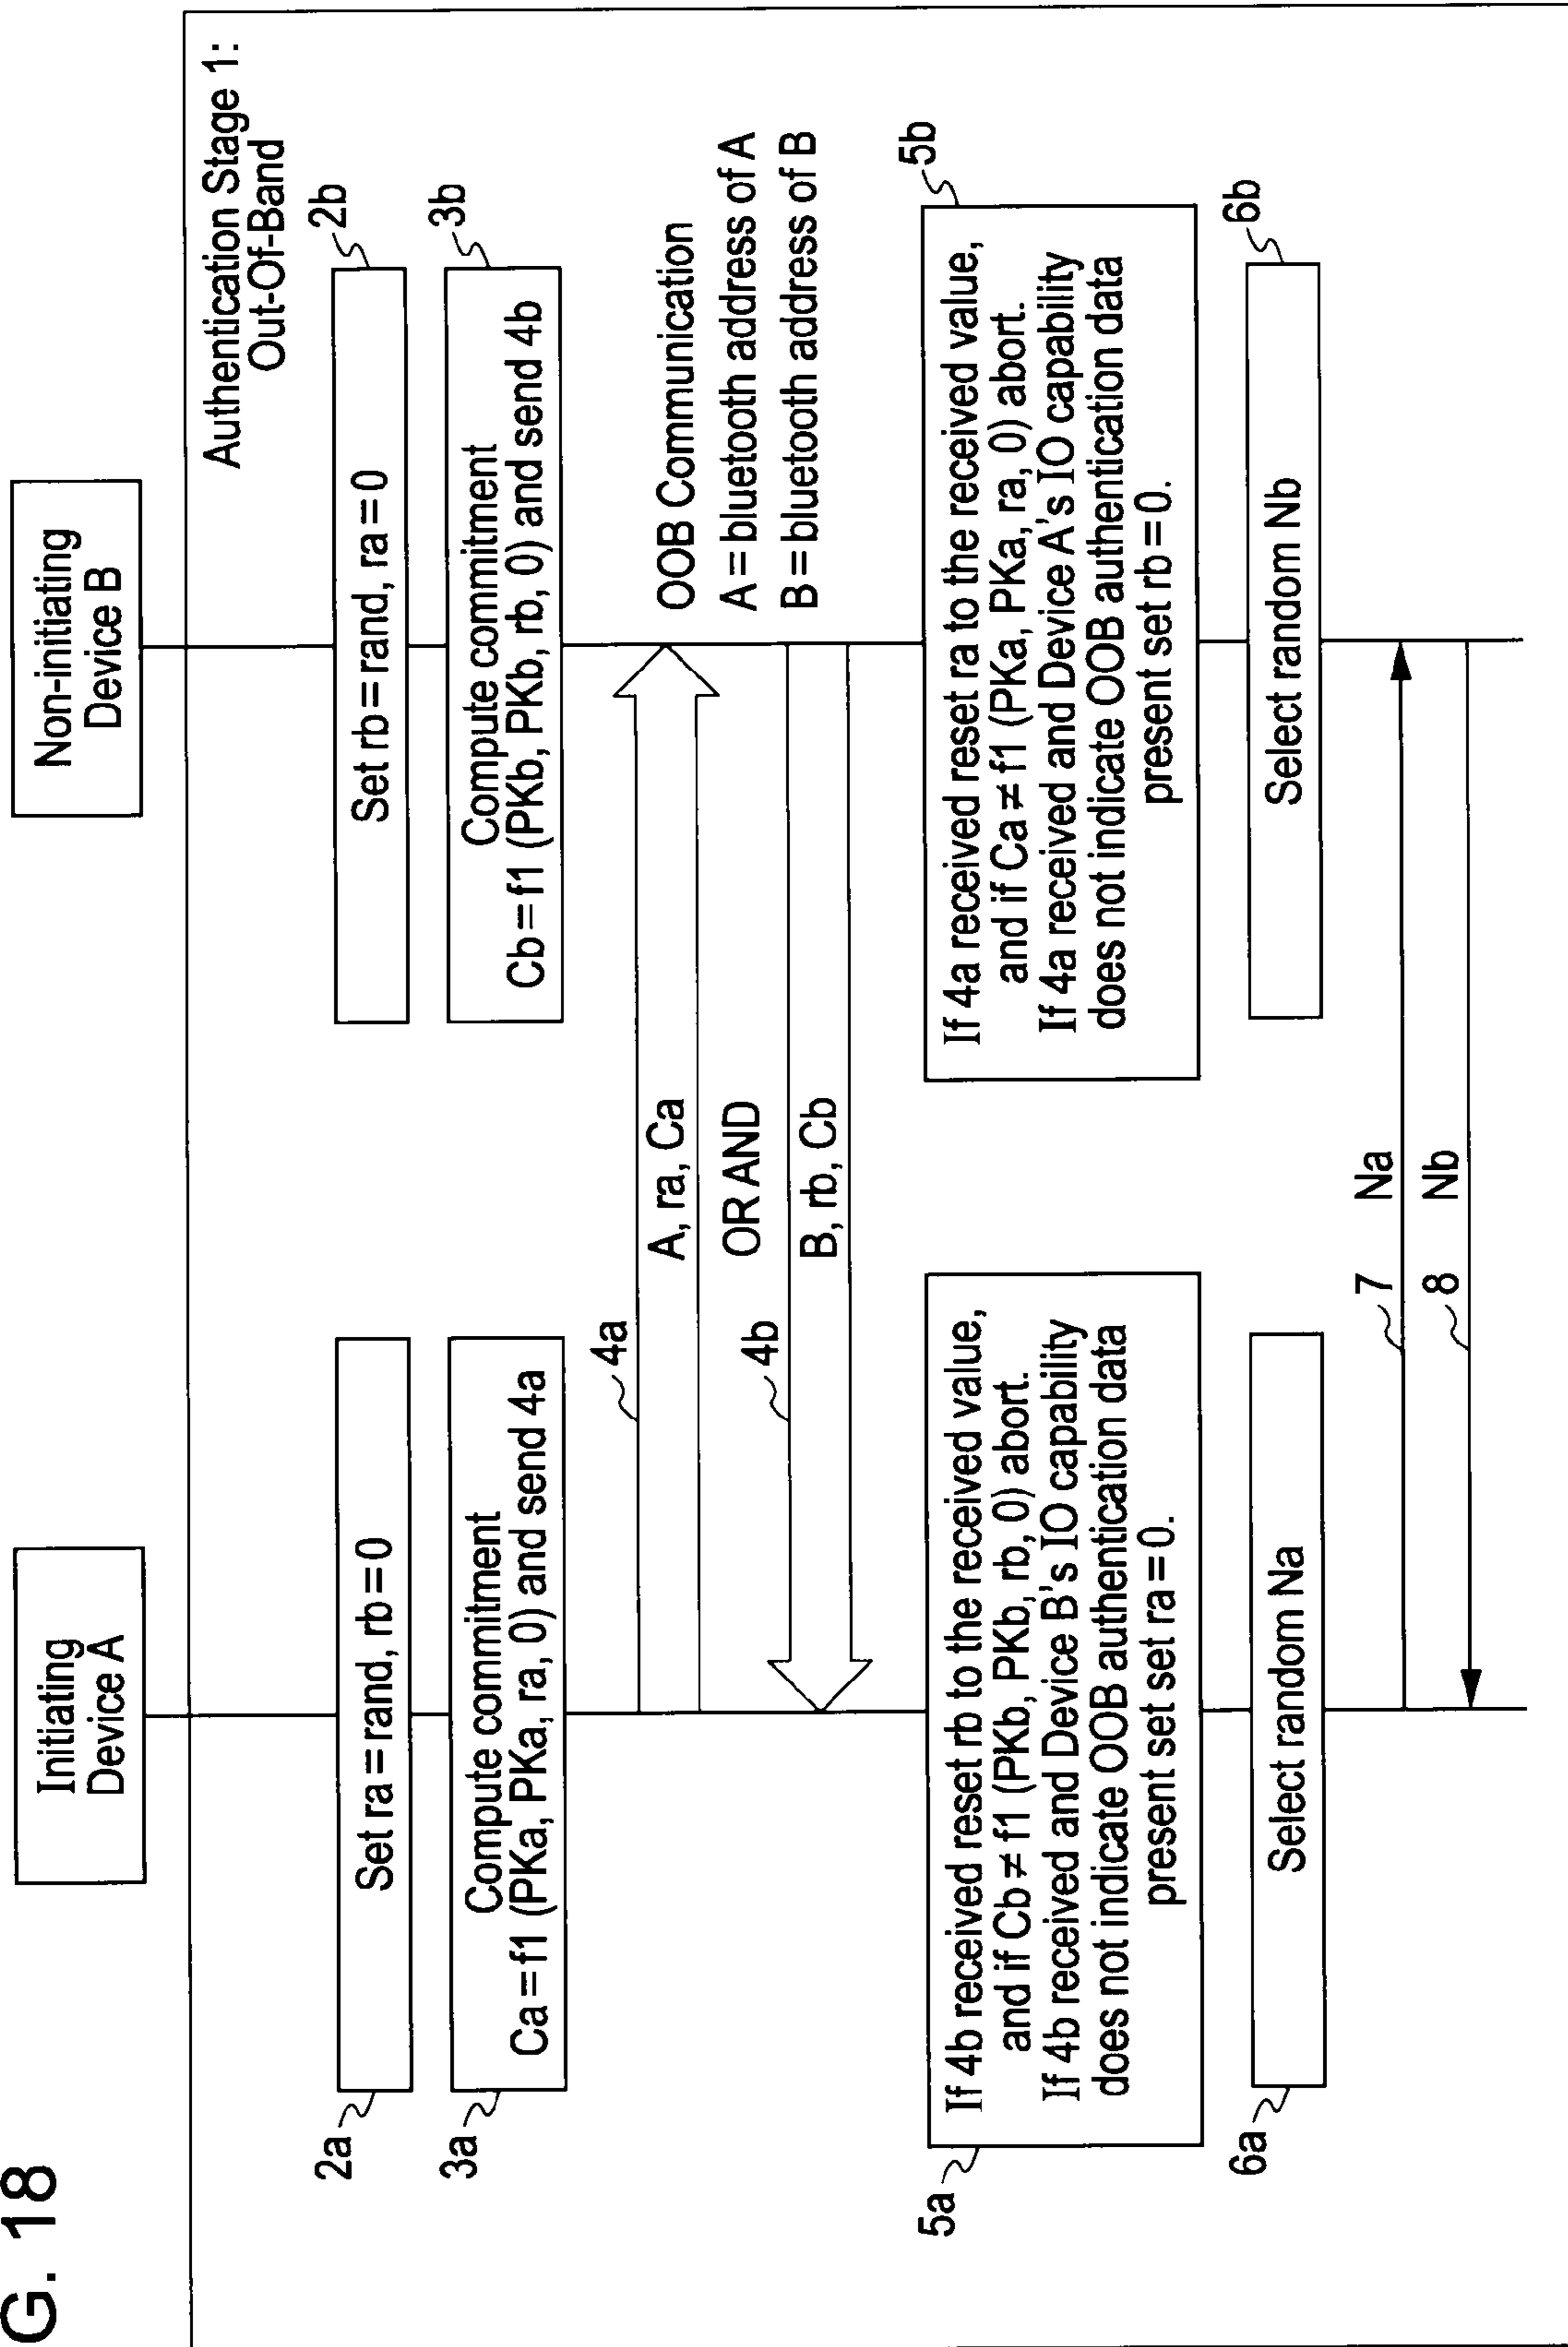 G. 18
Initiating
Device A
Non-initiating
Device B
Authentication Stage 1:
Out-Of-Band
2a
Set ra = rand, rb = 0
Set rb = rand, ra = 0
2b
3a
Compute commitment
Ca = f1 (PKa, PKa, ra, 0) and send 4a
Compute commitment
Cb = f1 (PKb, PKb, rb, 0) and send 4b
3b
4a
A, ra, Ca
OR AND
4b
B, rb, Cb
OOB Communication
A = bluetooth address of A
B = bluetooth address of B
5a
If 4b received reset rb to the received value,
and if Cb ≠ f1 (PKb, PKb, rb, 0) abort.
If 4b received and Device B's IO capability
does not indicate OOB authentication data
present set ra = 0.
5b
If 4a received reset ra to the received value,
and if Ca ≠ f1 (PKa, PKa, ra, 0) abort.
If 4a received and Device A's IO capability
does not indicate OOB authentication data
present set rb = 0.
6a
Select random Na
Select random Nb
6b
7
Na
8
Nb